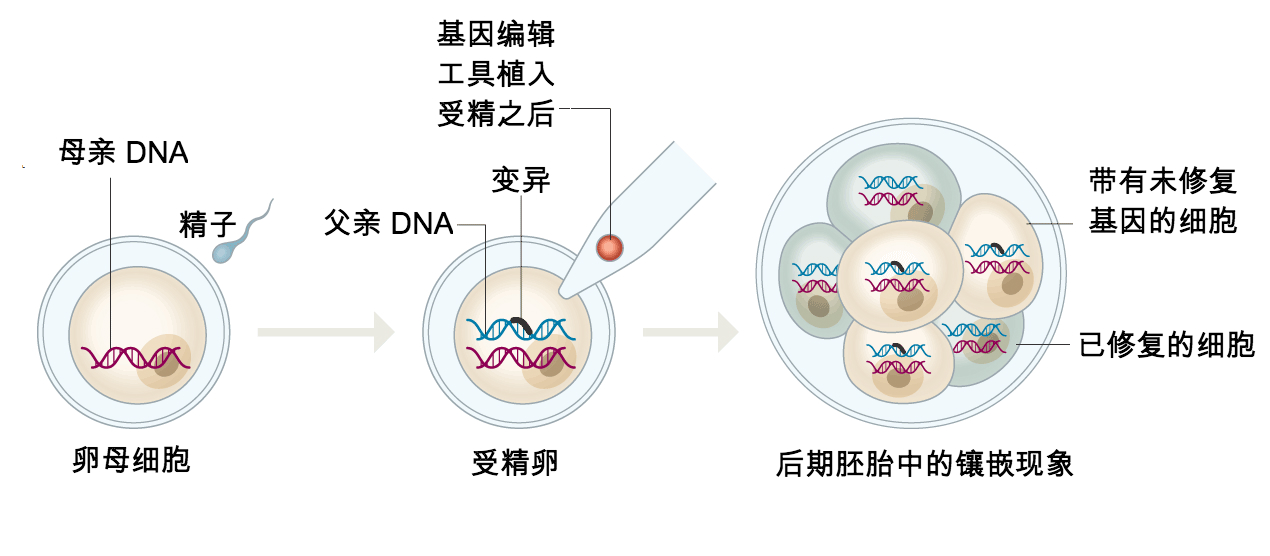 基因编辑
工具植入
受精之后
母亲 DNA
精子
变异
父亲 DNA
带有未修复
基因的细胞
已修复的细胞
卵母细胞
受精卵
后期胚胎中的镶嵌现象